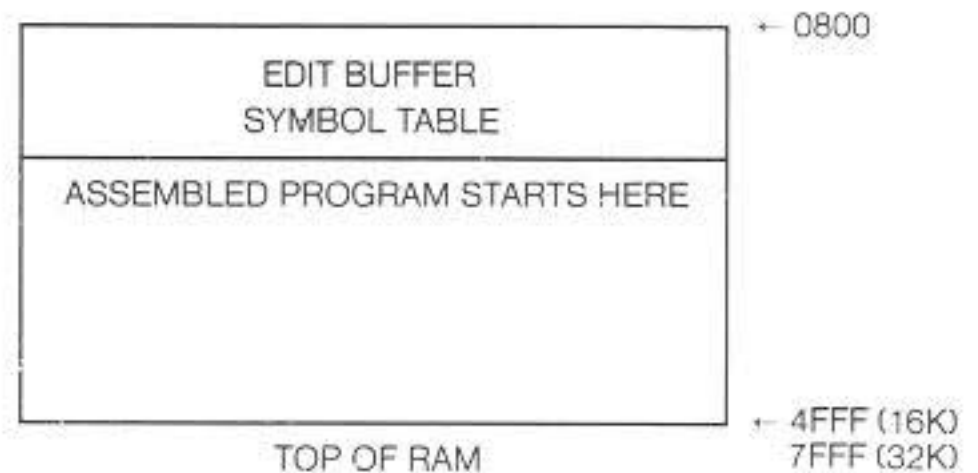 ← 0800
EDIT BUFFER
SYMBOL TABLE
ASSEMBLED PROGRAM STARTS HERE
← 4FFF (16K)
TOP OF RAM
7FFF (32K)